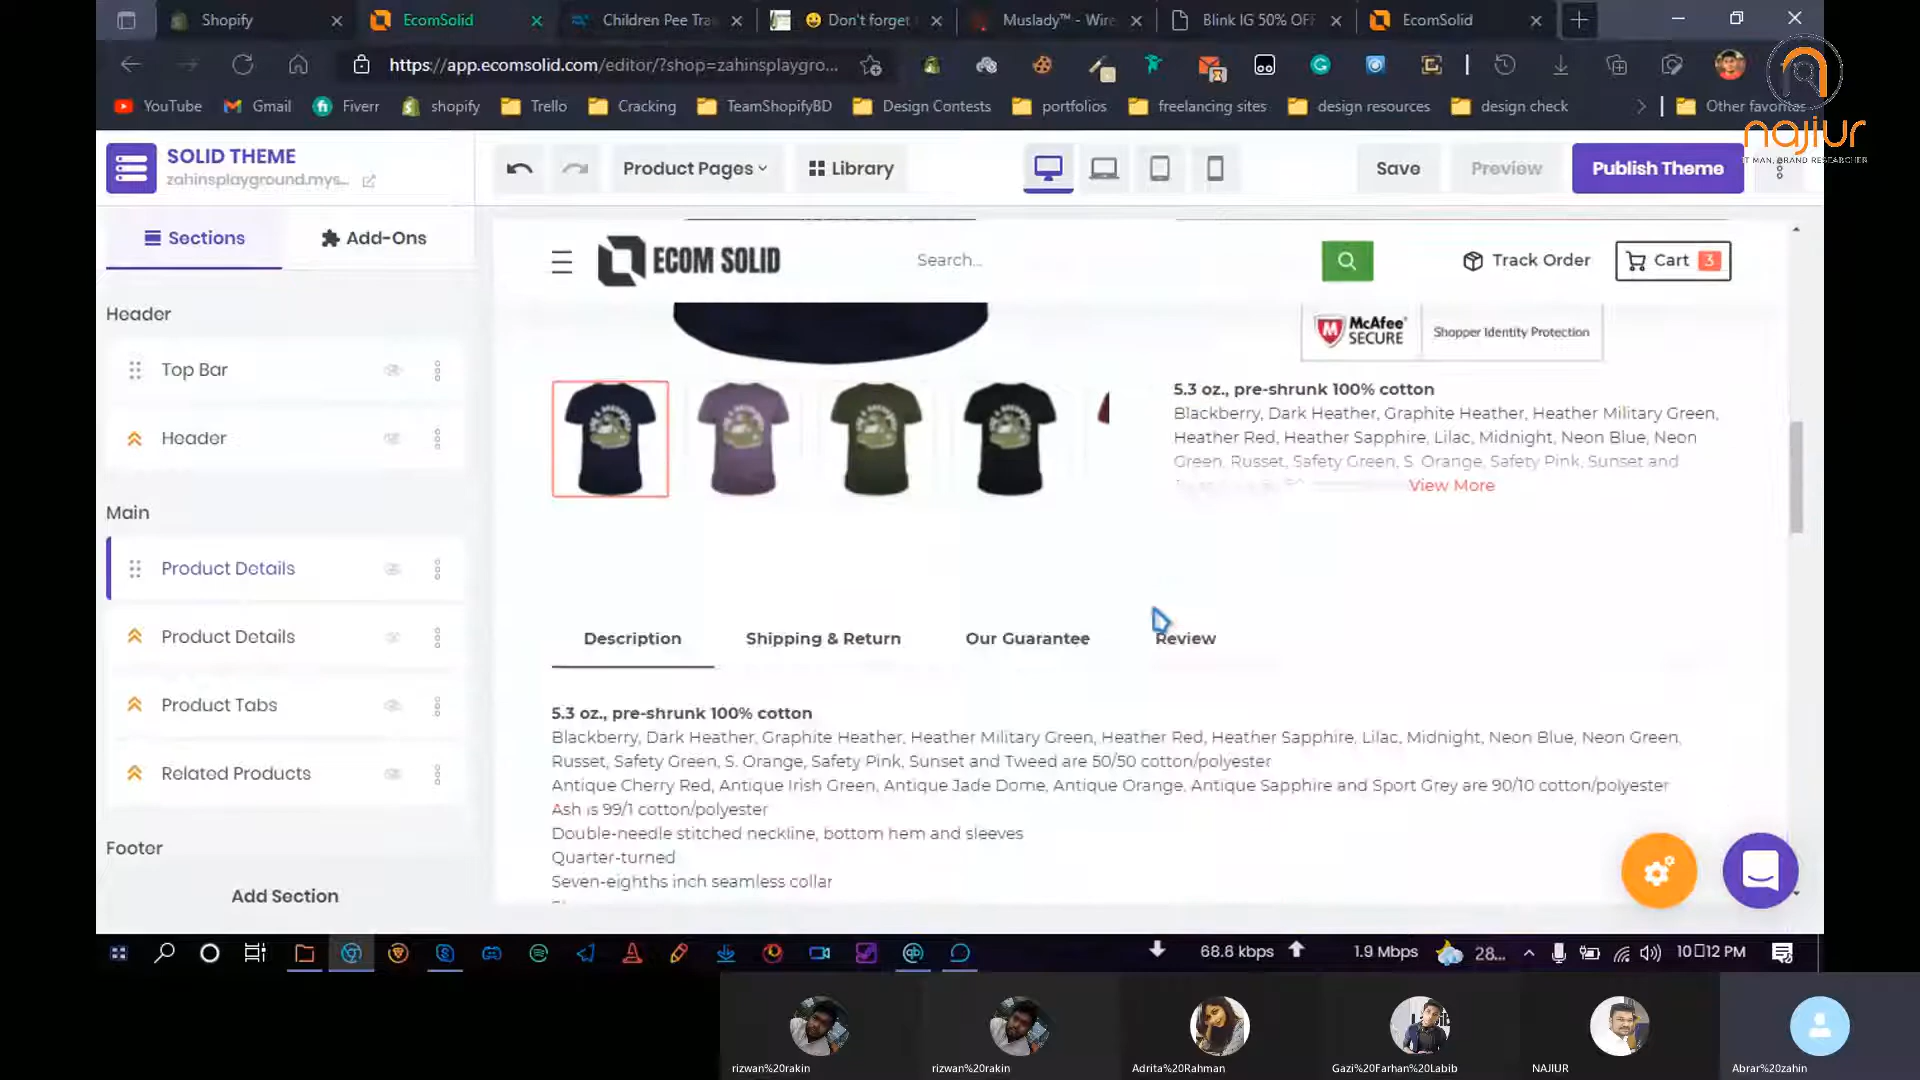 Shopify
EcomSolid
Children Pee Tra
Don't forget
Muslady™ - Wire
Blink IG 50% OFF
EcomSolid
https://app.ecomsolid.com/editor/?shop=zahinsplaygro...
YouTube
Gmail
Fiverr
shopify
Trello
Cracking
TeamShopifyBD
Design Contests
portfolios
freelancing sites
design resources
design check
Other favorites
najiur
IT MAN, BRAND RESEARCHER
SOLID THEME
zahinsplayground.mys...
Product Pages
Library
Save
Preview
Publish Theme
Sections
Add-Ons
ECOM SOLID
Search...
Track Order
Cart 3
Header
Top Bar
Header
Main
Product Details
Product Details
Product Tabs
Related Products
Footer
Add Section
McAfee SECURE
Shopper Identity Protection
5.3 oz., pre-shrunk 100% cotton
Blackberry, Dark Heather, Graphite Heather, Heather Military Green,
Heather Red, Heather Sapphire, Lilac, Midnight, Neon Blue, Neon
Green, Russet, Safety Green, S. Orange, Safety Pink, Sunset and
View More
Description
Shipping & Return
Our Guarantee
Review
5.3 oz., pre-shrunk 100% cotton
Blackberry, Dark Heather, Graphite Heather, Heather Military Green, Heather Red, Heather Sapphire, Lilac, Midnight, Neon Blue, Neon Green,
Russet, Safety Green, S. Orange, Safety Pink, Sunset and Tweed are 50/50 cotton/polyester
Antique Cherry Red, Antique Irish Green, Antique Jade Dome, Antique Orange, Antique Sapphire and Sport Grey are 90/10 cotton/polyester
Ash is 99/1 cotton/polyester
Double-needle stitched neckline, bottom hem and sleeves
Quarter-turned
Seven-eighths inch seamless collar
68.6 kbps
1.9 Mbps
28...
10:12 PM
rizwan%20rakin
rizwan%20rakin
Adrita%20Rahman
Gazi%20Farhan%20Labib
NAJIUR
Abrar%20zahin